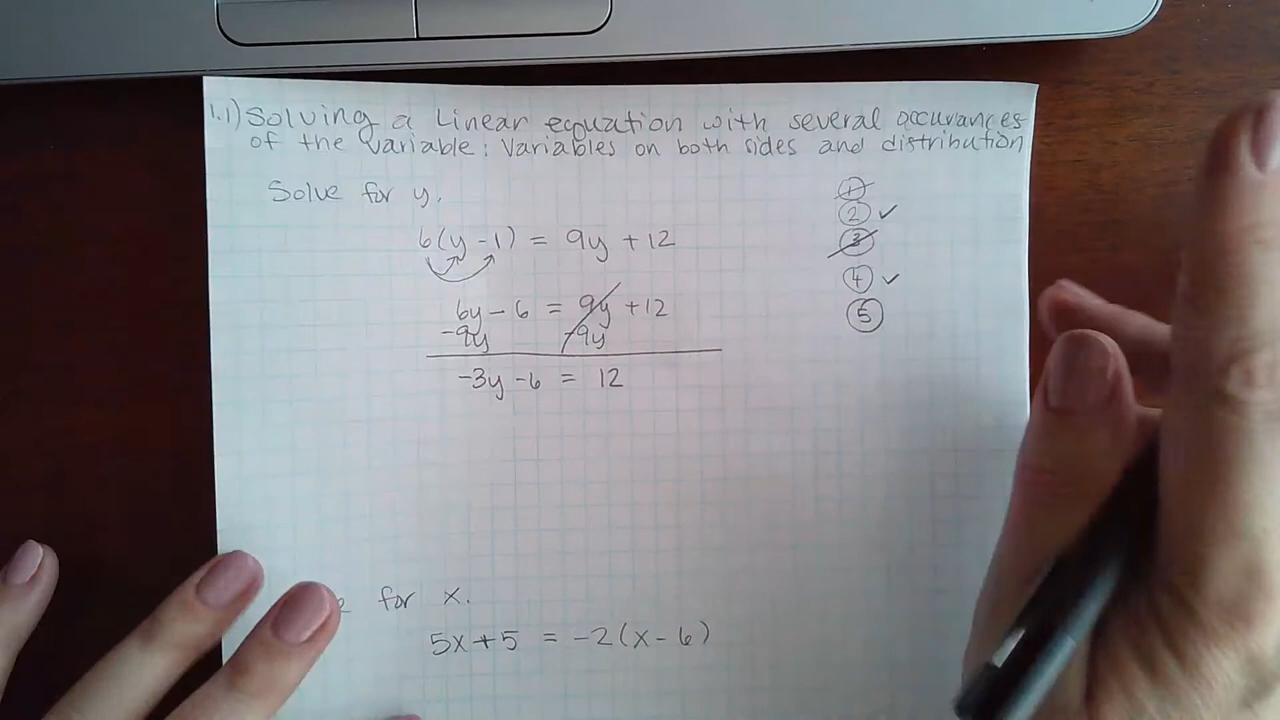 1.1) Solving a Linear equation with several occurances
of the variable: Variables on both sides and distribution
Solve for y.
1
2 ✓
3
4 ✓
5
6(y - 1) = 9y + 12
6y - 6 = 9y + 12
-9y -9y
-3y - 6 = 12
for x.
5x + 5 = -2(x - 6)